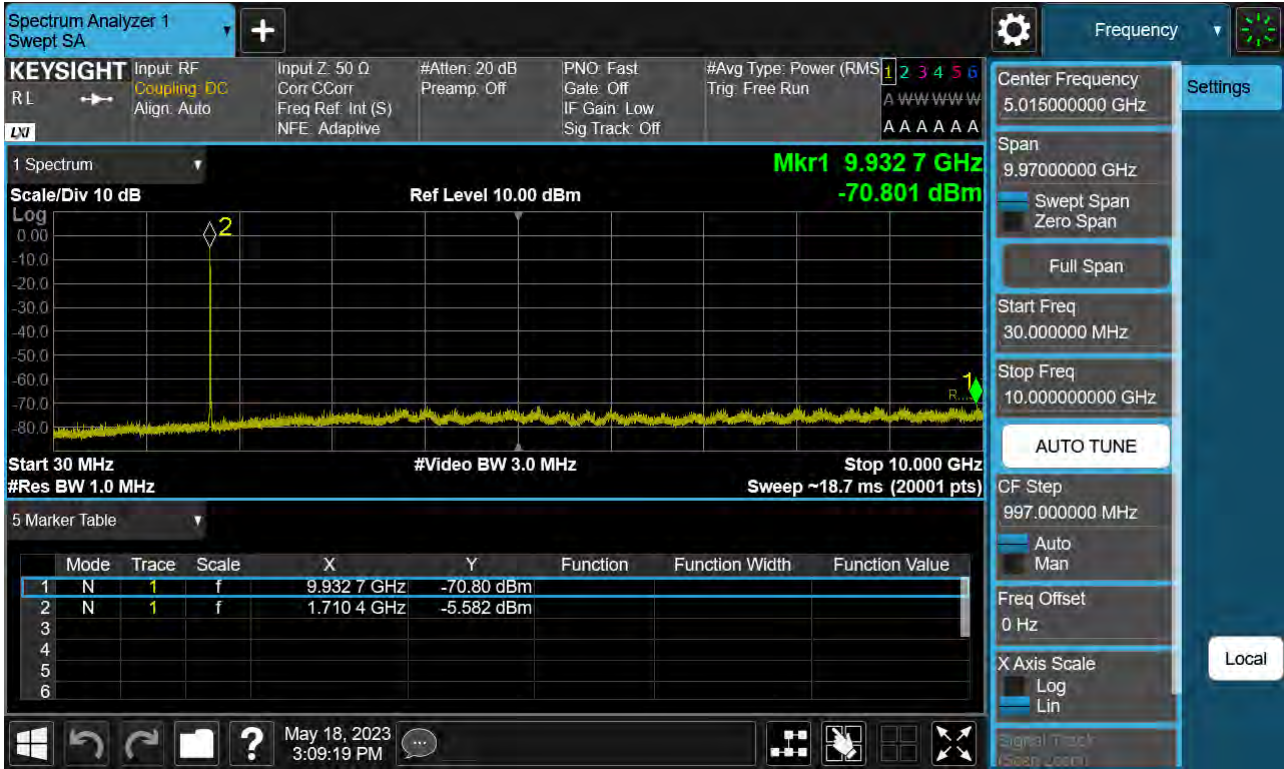 Spectrum Analyzer 1
Swept SA
Frequency
KEYSIGHT
RL
LXI
Input: RF
Coupling: DC
Align: Auto
Input Z: 50 Ω
Corr CCorr
Freq Ref: Int (S)
NFE: Adaptive
#Atten: 20 dB
Preamp: Off
PNO: Fast
Gate: Off
IF Gain: Low
Sig Track: Off
#Avg Type: Power (RMS
Trig: Free Run
1 2 3 4 5 6
A W W W W W
A A A A A A
1 Spectrum
Mkr1 9.932 7 GHz
-70.801 dBm
Scale/Div 10 dB
Ref Level 10.00 dBm
Log
0.00
-10.0
-20.0
-30.0
-40.0
-50.0
-60.0
-70.0
-80.0
2
1
R...
Start 30 MHz
#Video BW 3.0 MHz
Stop 10.000 GHz
#Res BW 1.0 MHz
Sweep ~18.7 ms (20001 pts)
5 Marker Table
Mode Trace Scale X Y Function Function Width Function Value
1 N 1 f 9.932 7 GHz -70.80 dBm
2 N 1 f 1.710 4 GHz -5.582 dBm
3
4
5
6
Center Frequency
5.015000000 GHz
Settings
Span
9.97000000 GHz
Swept Span
Zero Span
Full Span
Start Freq
30.000000 MHz
Stop Freq
10.000000000 GHz
AUTO TUNE
CF Step
997.000000 MHz
Auto
Man
Freq Offset
0 Hz
X Axis Scale
Log
Lin
Local
Signal Track
(Span Zoom)
?
May 18, 2023
3:09:19 PM